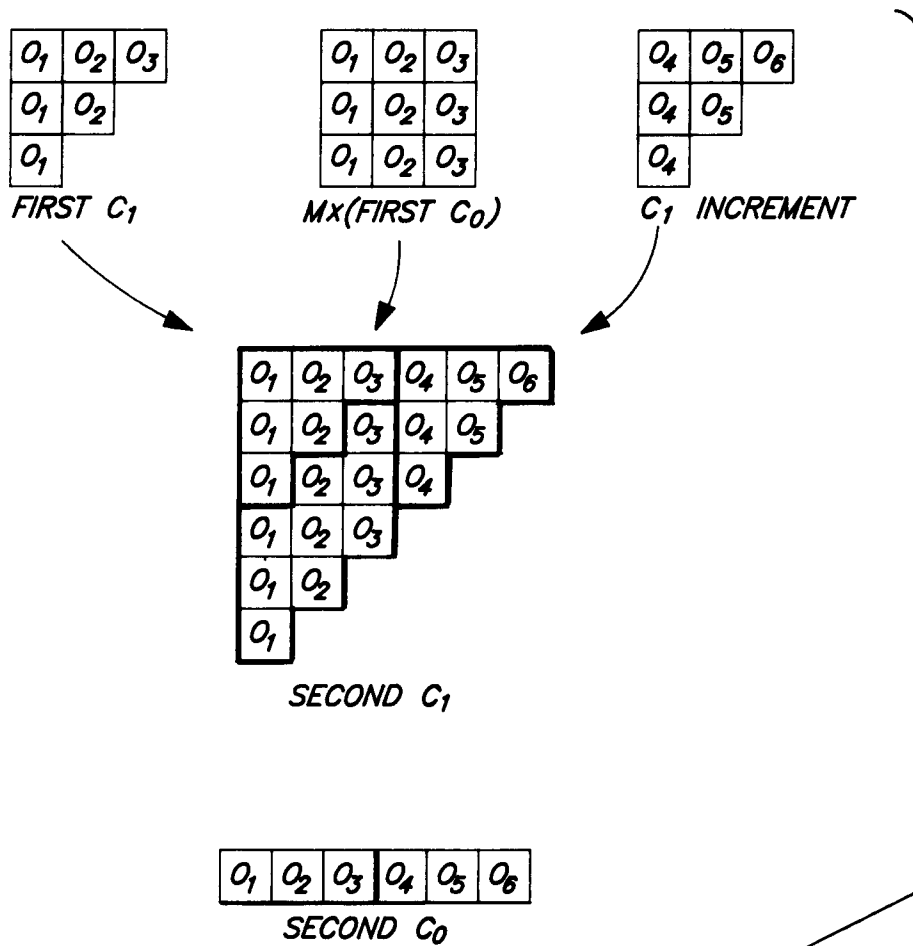 O₁ O₂ O₃
O₁ O₂
O₁
FIRST C₁
O₁ O₂ O₃
O₁ O₂ O₃
O₁ O₂ O₃
Mx(FIRST C₀)
O₄ O₅ O₆
O₄ O₅
O₄
C₁ INCREMENT
O₁ O₂ O₃ O₄ O₅ O₆
O₁ O₂ O₃ O₄ O₅
O₁ O₂ O₃ O₄
O₁ O₂ O₃
O₁ O₂
O₁
SECOND C₁
O₁ O₂ O₃ O₄ O₅ O₆
SECOND C₀